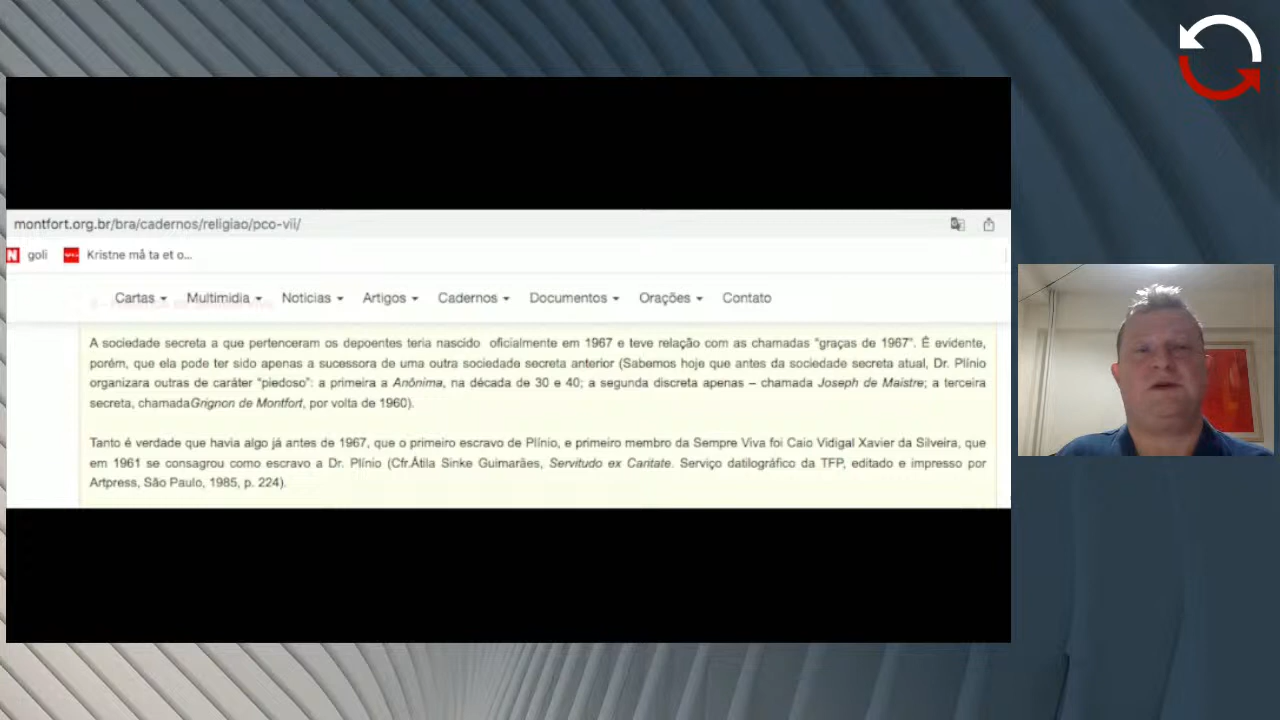 montfort.org.br/bra/cadernos/religiao/pco-vii/
N goli Kristne må ta et o...
Cartas Multimidia Noticias Artigos Cadernos Documentos Orações Contato
A sociedade secreta a que pertenceram os depoentes teria nascido oficialmente em 1967 e teve relação com as chamadas "graças de 1967". É evidente,
porém, que ela pode ter sido apenas a sucessora de uma outra sociedade secreta anterior (Sabemos hoje que antes da sociedade secreta atual, Dr. Plínio
organizara outras de caráter "piedoso": a primeira a Anônima, na década de 30 e 40; a segunda discreta apenas – chamada Joseph de Maistre; a terceira
secreta, chamadaGrignon de Montfort, por volta de 1960).
Tanto é verdade que havia algo já antes de 1967, que o primeiro escravo de Plínio, e primeiro membro da Sempre Viva foi Caio Vidigal Xavier da Silveira, que
em 1961 se consagrou como escravo a Dr. Plínio (Cfr.Átila Sinke Guimarães, Servitudo ex Caritate. Serviço datilográfico da TFP, editado e impresso por
Artpress, São Paulo, 1985, p. 224).